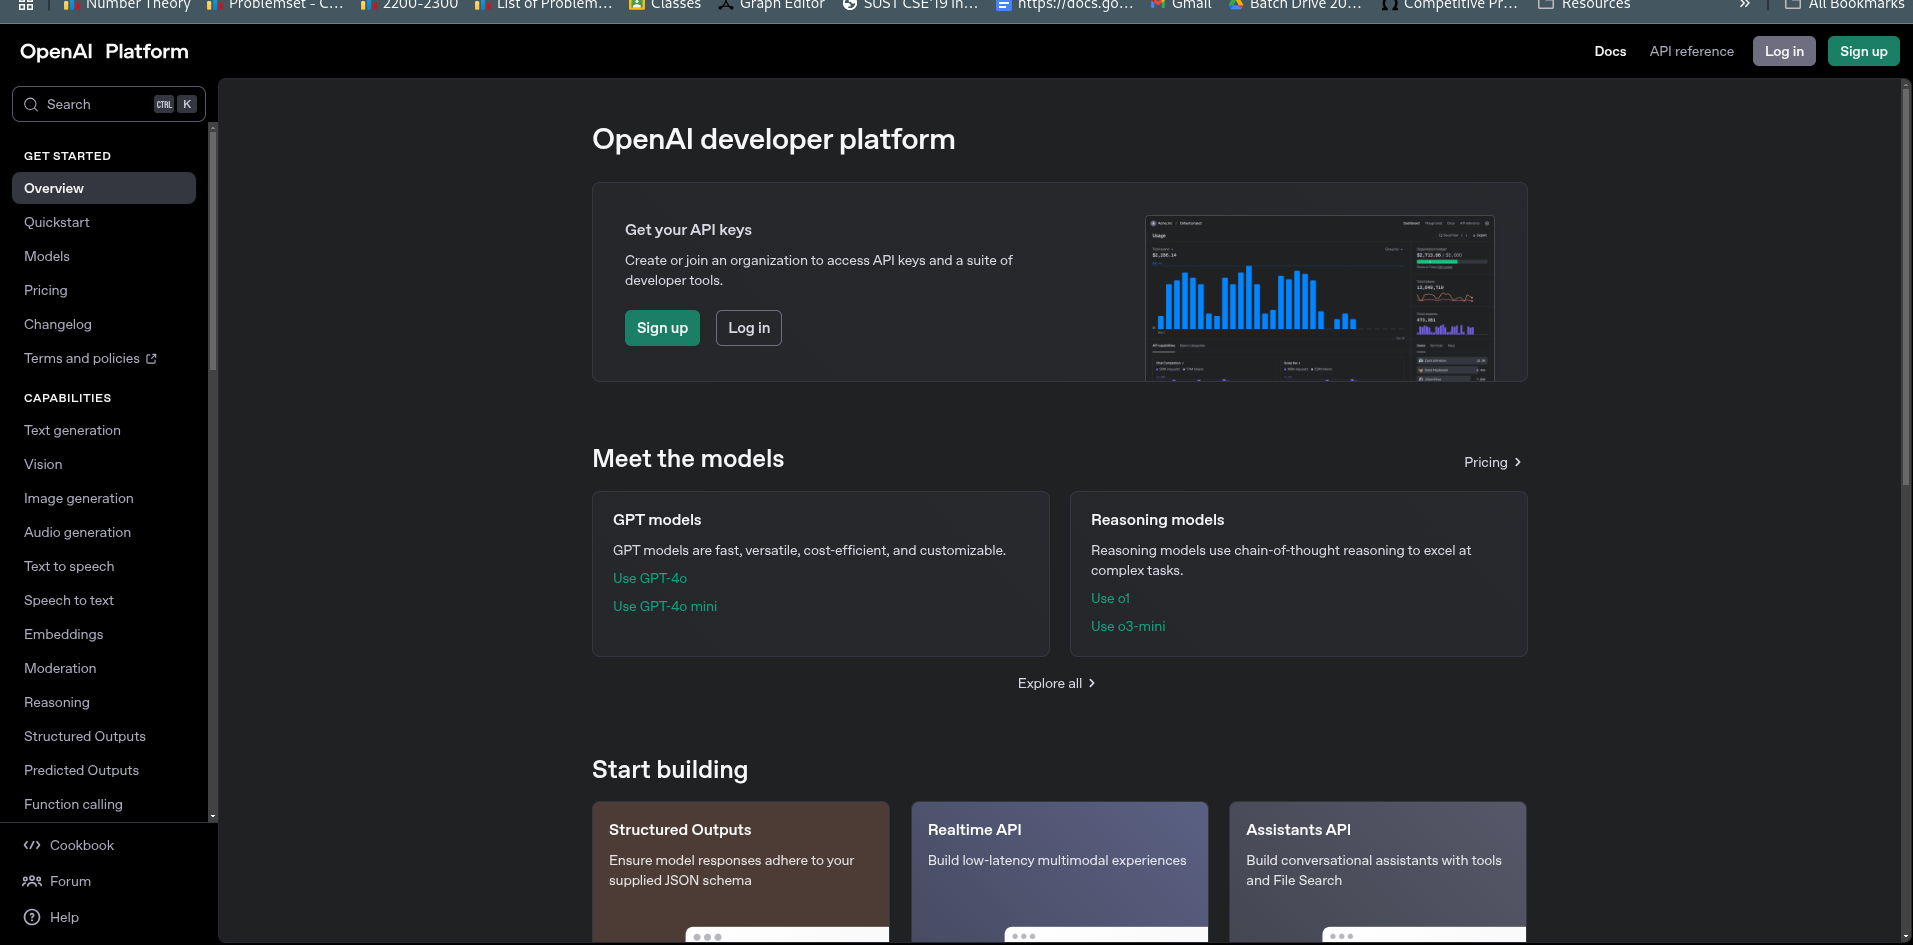 Number Theory
Problemset - C...
2200-2300
List of Problem...
Classes
Graph Editor
SUST CSE'19 In...
https://docs.go...
Gmail
Batch Drive 20...
Competitive Pr...
Resources
All Bookmarks
OpenAI Platform
Docs
API reference
Log in
Sign up
Search
CTRL K
GET STARTED
Overview
Quickstart
Models
Pricing
Changelog
Terms and policies
CAPABILITIES
Text generation
Vision
Image generation
Audio generation
Text to speech
Speech to text
Embeddings
Moderation
Reasoning
Structured Outputs
Predicted Outputs
Function calling
Cookbook
Forum
Help
OpenAI developer platform
Get your API keys
Create or join an organization to access API keys and a suite of
developer tools.
Sign up
Log in
Usage
$2,286.14
Meet the models
Pricing
GPT models
GPT models are fast, versatile, cost-efficient, and customizable.
Use GPT-4o
Use GPT-4o mini
Reasoning models
Reasoning models use chain-of-thought reasoning to excel at
complex tasks.
Use o1
Use o3-mini
Explore all
Start building
Structured Outputs
Ensure model responses adhere to your
supplied JSON schema
Realtime API
Build low-latency multimodal experiences
Assistants API
Build conversational assistants with tools
and File Search